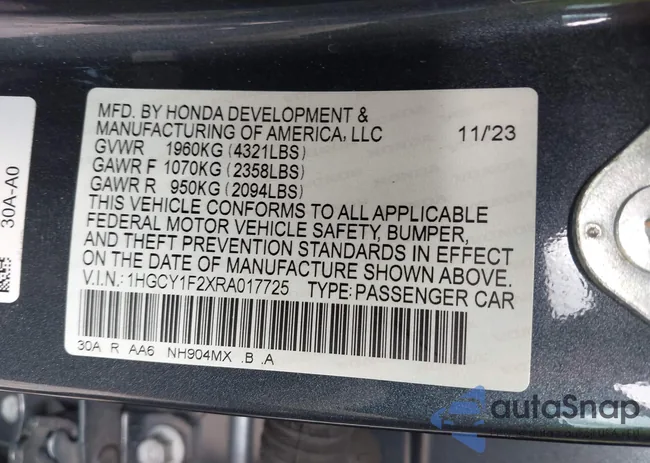 MFD. BY HONDA DEVELOPMENT &
MANUFACTURING OF AMERICA, LLC 11/'23
GVWR 1960KG (4321LBS)
GAWR F 1070KG (2358LBS)
GAWR R 950KG (2094LBS)
THIS VEHICLE CONFORMS TO ALL APPLICABLE
FEDERAL MOTOR VEHICLE SAFETY, BUMPER,
AND THEFT PREVENTION STANDARDS IN EFFECT
ON THE DATE OF MANUFACTURE SHOWN ABOVE.
V.I.N.: 1HGCY1F2XRA017725 TYPE: PASSENGER CAR
30A R AA6 NH904MX .B .A
30A-A0
autoSnap